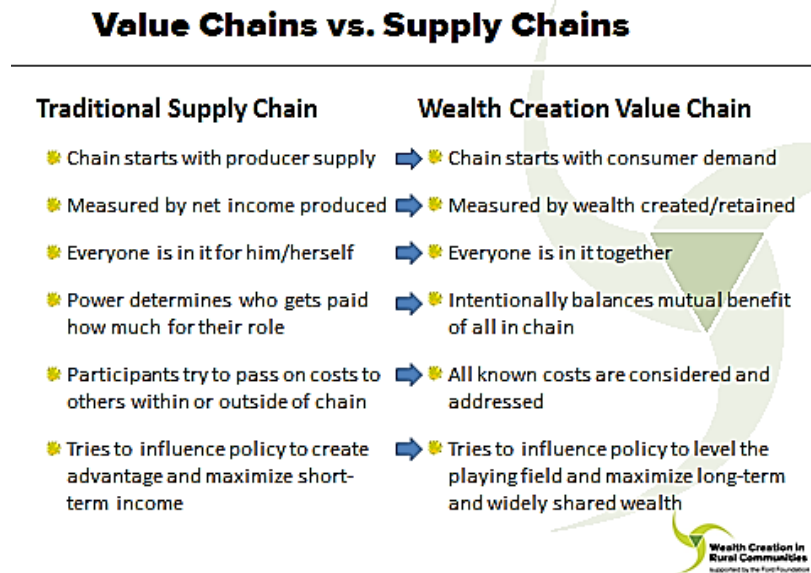 Value Chains vs. Supply Chains
Traditional Supply Chain
Wealth Creation Value Chain
Chain starts with producer supply
Chain starts with consumer demand
Measured by net income produced
Measured by wealth created/retained
Everyone is in it for him/herself
Everyone is in it together
Power determines who gets paid
how much for their role
Intentionally balances mutual benefit
of all in chain
Participants try to pass on costs to
others within or outside of chain
All known costs are considered and
addressed
Tries to influence policy to create
advantage and maximize short-
term income
Tries to influence policy to level the
playing field and maximize long-term
and widely shared wealth
Wealth Creation in
Rural Communities
supported by the Ford Foundation